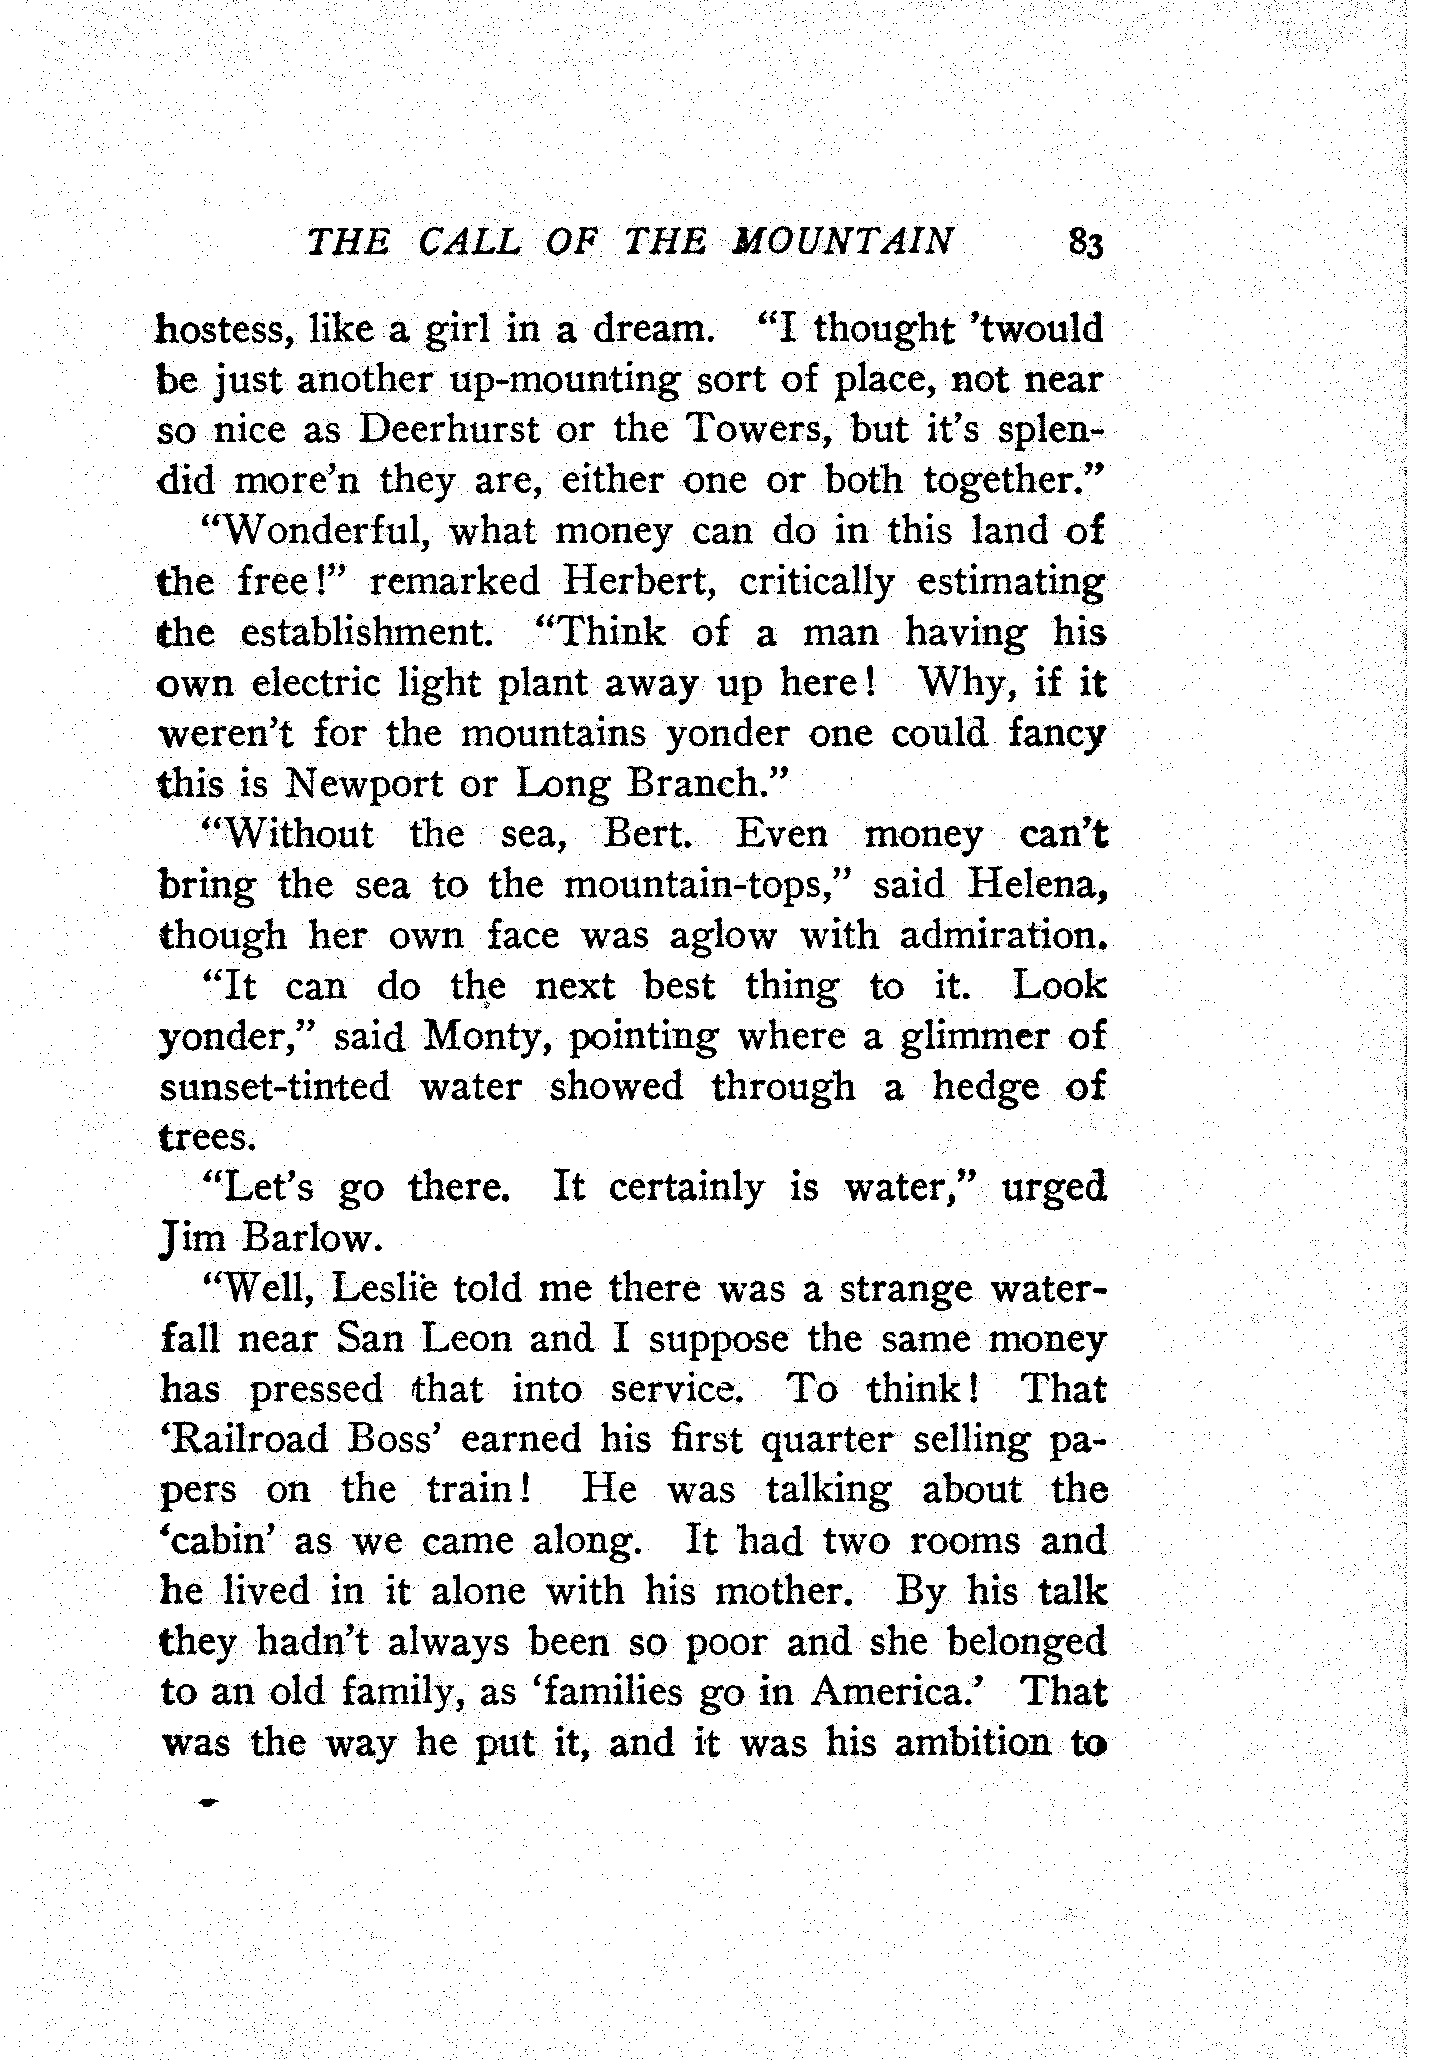 THE CALL OF THE MOUNTAIN 83
hostess, like a girl in a dream. “I thought ’twould
be just another up-mounting sort of place, not near
so nice as Deerhurst or the Towers, but it’s splen-
did more’n they are, either one or both together.”
“Wonderful, what money can do in this land of
the free!” remarked Herbert, critically estimating
the establishment. “Think of a man having his
own electric light plant away up here! Why, if it
weren’t for the mountains yonder one could fancy
this is Newport or Long Branch.”
“Without the sea, Bert. Even money can’t
bring the sea to the mountain-tops,” said Helena,
though her own face was aglow with admiration.
“It can do the next best thing to it. Look
yonder,” said Monty, pointing where a glimmer of
sunset-tinted water showed through a hedge of
trees.
“Let’s go there. It certainly is water,” urged
Jim Barlow.
“Well, Leslie told me there was a strange water-
fall near San Leon and I suppose the same money
has pressed that into service. To think! That
‘Railroad Boss’ earned his first quarter selling pa-
pers on the train! He was talking about the
‘cabin’ as we came along. It had two rooms and
he lived in it alone with his mother. By his talk
they hadn’t always been so poor and she belonged
to an old family, as ‘families go in America.’ That
was the way he put it, and it was his ambition to